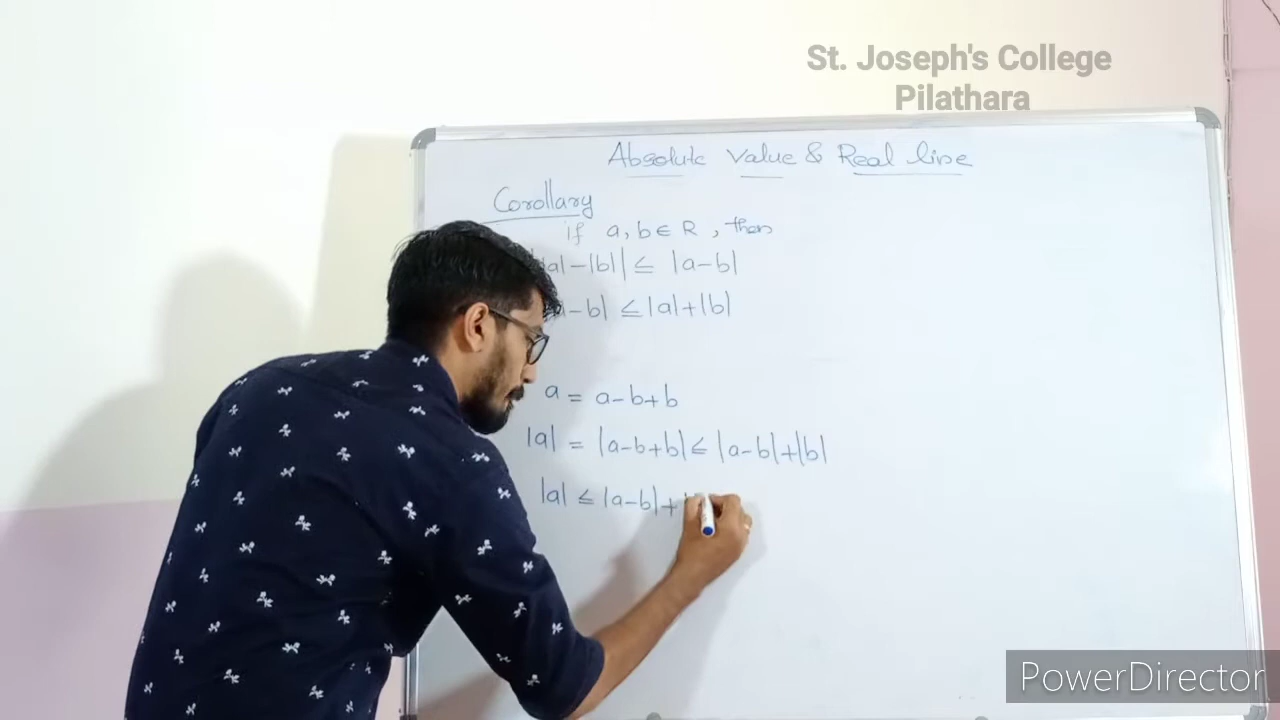 St. Joseph's College
Pilathara
Absolute Value & Real line
Corollary
if a, b ∈ R, then
|a|-|b|| ≤ |a-b|
-b| ≤ |a|+|b|
a = a-b+b
|a| = |a-b+b| ≤ |a-b|+|b|
|a| ≤ |a-b|+
PowerDirector